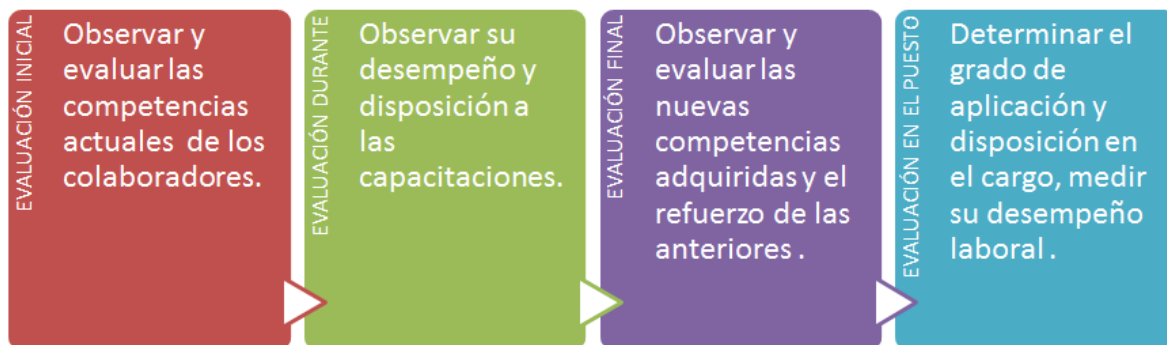 EVALUACIÓN INICIAL
Observar y
evaluar las
competencias
actuales de los
colaboradores.
EVALUACIÓN DURANTE
Observar su
desempeño y
disposición a
las
capacitaciones.
EVALUACIÓN FINAL
Observar y
evaluar las
nuevas
competencias
adquiridas y el
refuerzo de las
anteriores .
EVALUACIÓN EN EL PUESTO
Determinar el
grado de
aplicación y
disposición en
el cargo, medir
su desempeño
laboral .